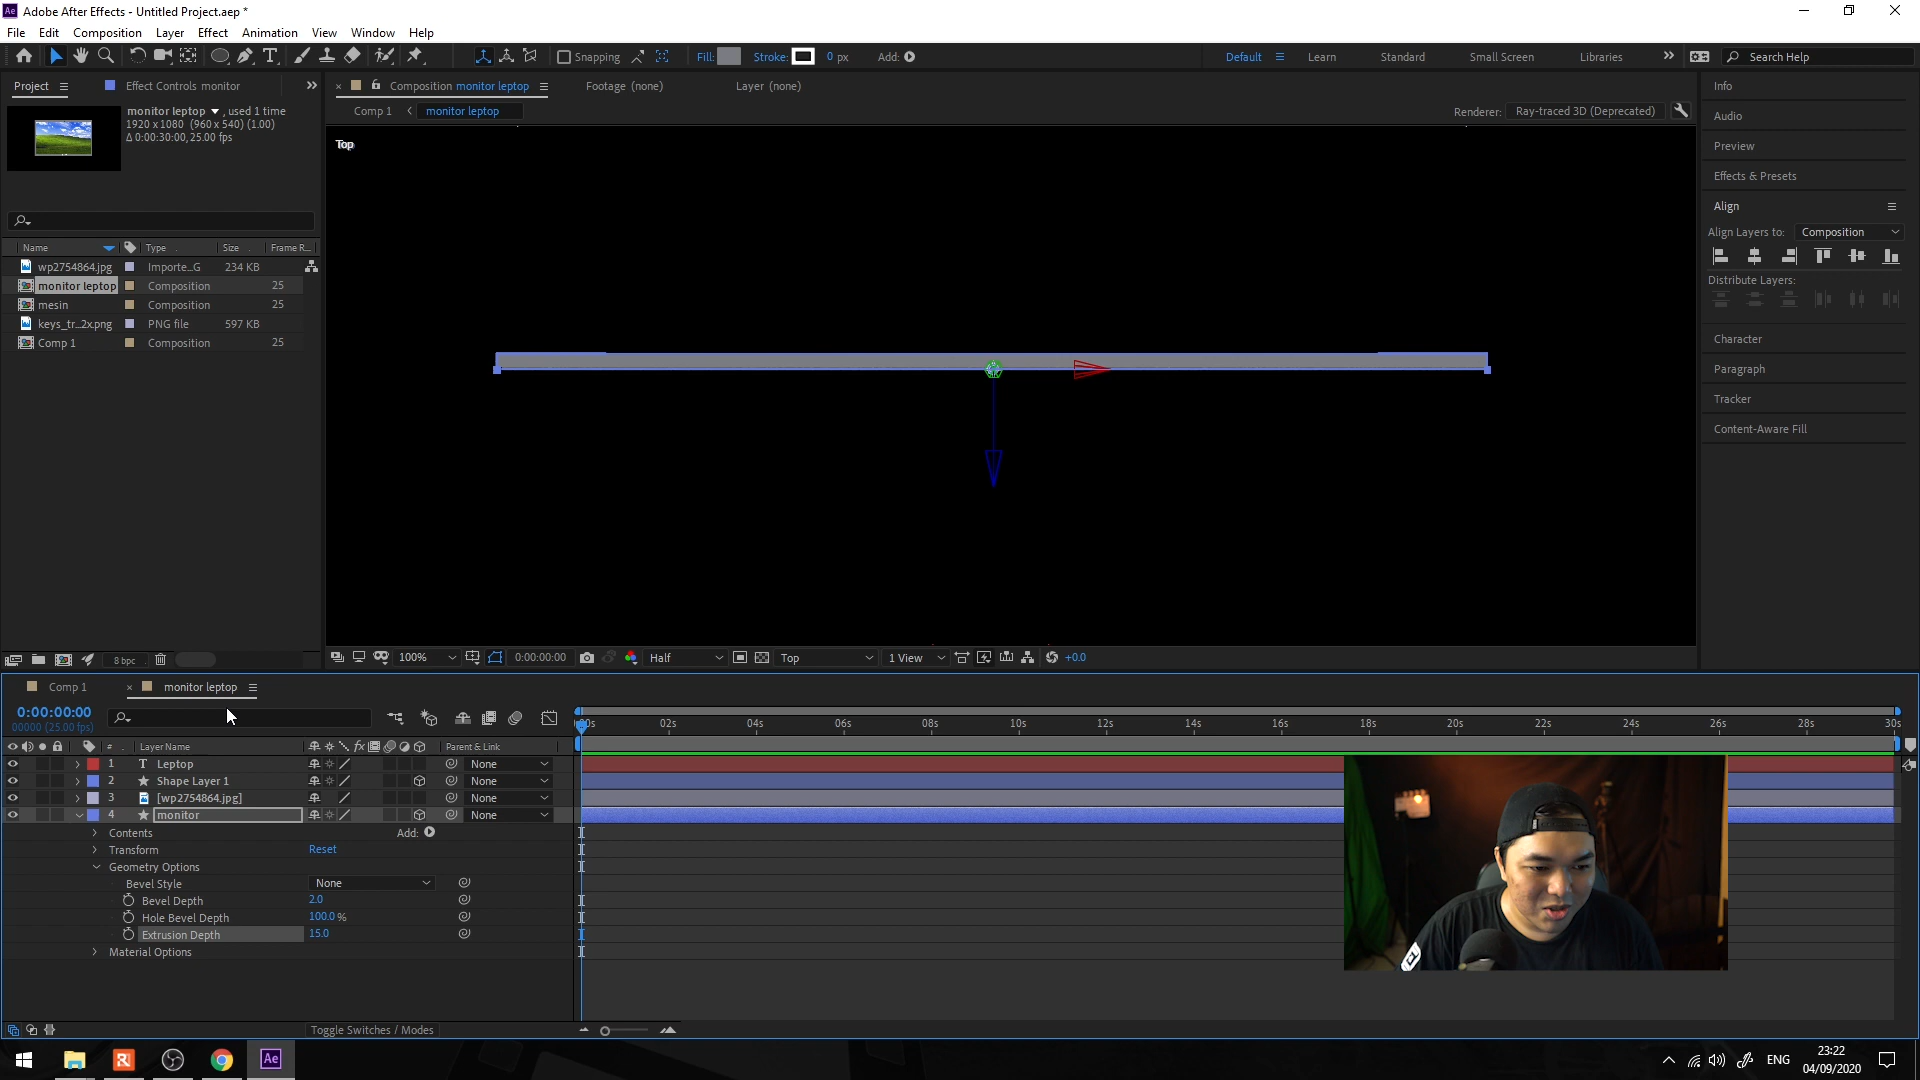 Ae Adobe After Effects - Untitled Project.aep *
File Edit Composition Layer Effect Animation View Window Help
Snapping Fill: Stroke: 0 px Add: Default Learn Standard Small Screen Libraries Search Help
Project Effect Controls monitor
Composition monitor leptop Footage (none) Layer (none)
monitor leptop , used 1 time
1920 x 1080 (960 x 540) (1.00)
Δ 0:00:30:00, 25.00 fps
Comp 1 monitor leptop
Renderer: Ray-traced 3D (Deprecated)
Top
Info
Audio
Preview
Effects & Presets
Align
Align Layers to: Composition
Distribute Layers:
Character
Paragraph
Tracker
Content-Aware Fill
Name Type Size Frame R...
wp2754864.jpg Importe...G 234 KB
monitor leptop Composition 25
mesin Composition 25
keys_tr...2x.png PNG file 597 KB
Comp 1 Composition 25
8 bpc
100% 0:00:00:00 Half Top 1 View +0.0
Comp 1 monitor leptop
0:00:00:00
00000 (25.00 fps)
:00s 02s 04s 06s 08s 10s 12s 14s 16s 18s 20s 22s 24s 26s 28s 30s
# Layer Name fx Parent & Link
1 T Leptop None
2 Shape Layer 1 None
3 [wp2754864.jpg] None
4 monitor None
Contents Add:
Transform Reset
Geometry Options
Bevel Style None
Bevel Depth 2.0
Hole Bevel Depth 100.0 %
Extrusion Depth 15.0
Material Options
Toggle Switches / Modes
Ae
ENG
23:22
04/09/2020